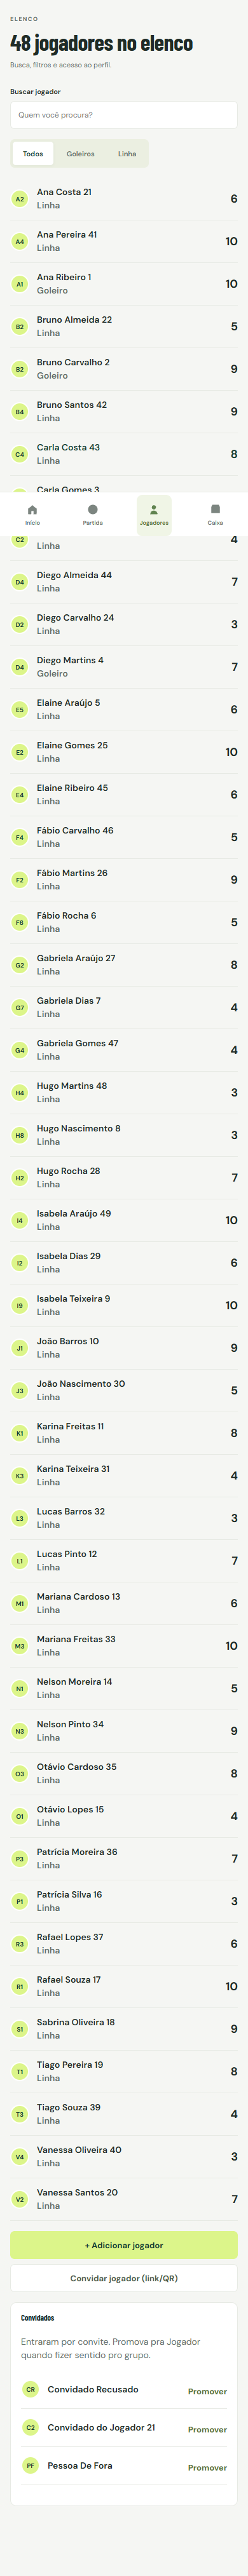 ELENCO
48 jogadores no elenco
Busca, filtros e acesso ao perfil.
Buscar jogador
Quem você procura?
Todos Goleiros Linha
A2 Ana Costa 21 6
Linha
A4 Ana Pereira 41 10
Linha
A1 Ana Ribeiro 1 10
Goleiro
B2 Bruno Almeida 22 5
Linha
B2 Bruno Carvalho 2 9
Goleiro
B4 Bruno Santos 42 9
Linha
C4 Carla Costa 43 8
Linha
Carla Gomes 3
Início Partida Jogadores Caixa
C2 4
Linha
D4 Diego Almeida 44 7
Linha
D2 Diego Carvalho 24 3
Linha
D4 Diego Martins 4 7
Goleiro
E5 Elaine Araújo 5 6
Linha
E2 Elaine Gomes 25 10
Linha
E4 Elaine Ribeiro 45 6
Linha
F4 Fábio Carvalho 46 5
Linha
F2 Fábio Martins 26 9
Linha
F6 Fábio Rocha 6 5
Linha
G2 Gabriela Araújo 27 8
Linha
G7 Gabriela Dias 7 4
Linha
G4 Gabriela Gomes 47 4
Linha
H4 Hugo Martins 48 3
Linha
H8 Hugo Nascimento 8 3
Linha
H2 Hugo Rocha 28 7
Linha
I4 Isabela Araújo 49 10
Linha
I2 Isabela Dias 29 6
Linha
I9 Isabela Teixeira 9 10
Linha
J1 João Barros 10 9
Linha
J3 João Nascimento 30 5
Linha
K1 Karina Freitas 11 8
Linha
K3 Karina Teixeira 31 4
Linha
L3 Lucas Barros 32 3
Linha
L1 Lucas Pinto 12 7
Linha
M1 Mariana Cardoso 13 6
Linha
M3 Mariana Freitas 33 10
Linha
N1 Nelson Moreira 14 5
Linha
N3 Nelson Pinto 34 9
Linha
O3 Otávio Cardoso 35 8
Linha
O1 Otávio Lopes 15 4
Linha
P3 Patrícia Moreira 36 7
Linha
P1 Patrícia Silva 16 3
Linha
R3 Rafael Lopes 37 6
Linha
R1 Rafael Souza 17 10
Linha
S1 Sabrina Oliveira 18 9
Linha
T1 Tiago Pereira 19 8
Linha
T3 Tiago Souza 39 4
Linha
V4 Vanessa Oliveira 40 3
Linha
V2 Vanessa Santos 20 7
Linha
+ Adicionar jogador
Convidar jogador (link/QR)
Convidados
Entraram por convite. Promova pra Jogador
quando fizer sentido pro grupo.
CR Convidado Recusado Promover
C2 Convidado do Jogador 21 Promover
PF Pessoa De Fora Promover